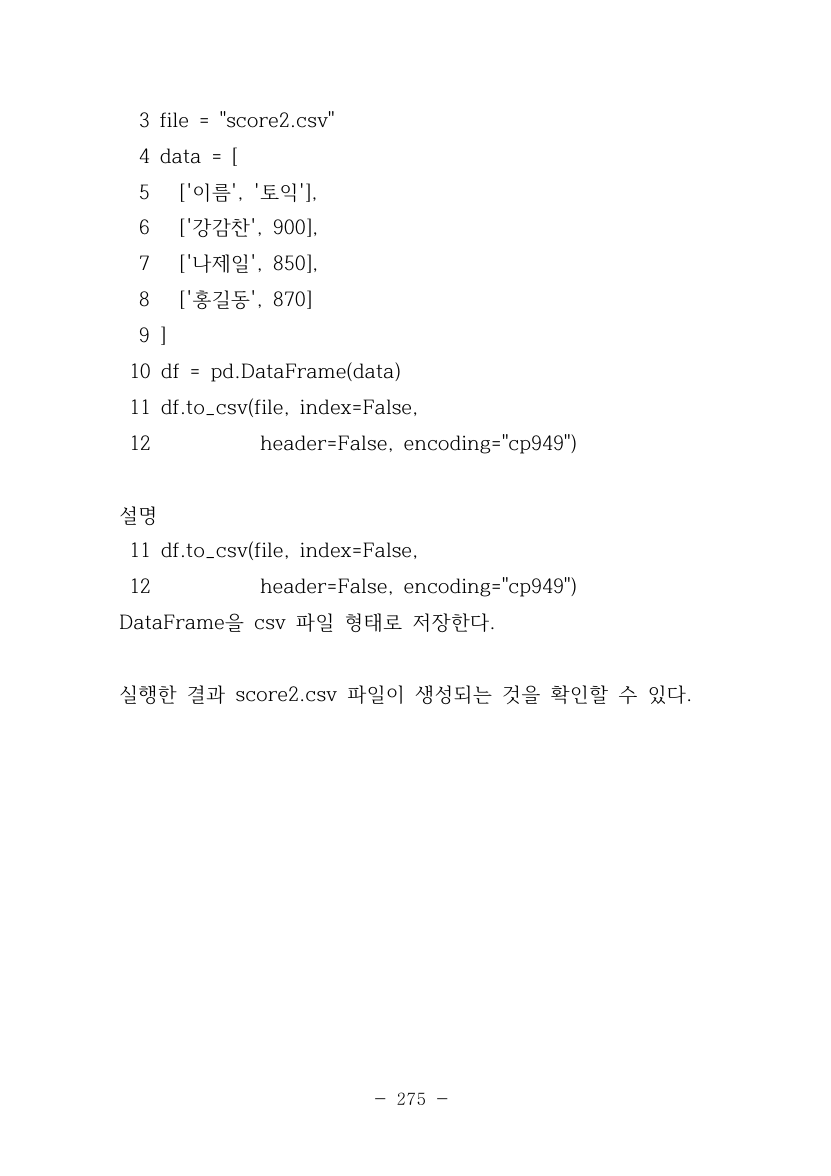 3 file = "score2.csv"
4 data = [
5   ['이름', '토익'],
6   ['강감찬', 900],
7   ['나제일', 850],
8   ['홍길동', 870]
9 ]
10 df = pd.DataFrame(data)
11 df.to_csv(file, index=False,
12           header=False, encoding="cp949")
설명
11 df.to_csv(file, index=False,
12           header=False, encoding="cp949")
DataFrame을 csv 파일 형태로 저장한다.
실행한 결과 score2.csv 파일이 생성되는 것을 확인할 수 있다.
- 275 -